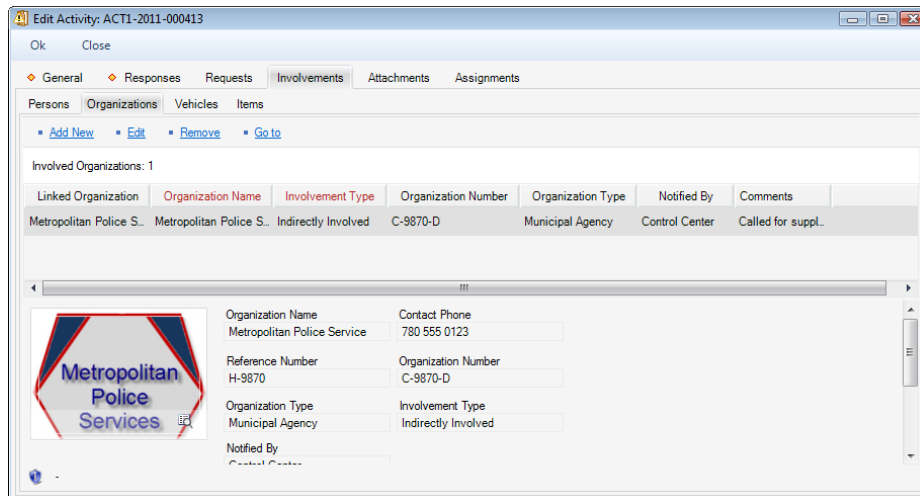 Edit Activity: ACT1-2011-000413
Ok Close
General Responses Requests Involvements Attachments Assignments
Persons Organizations Vehicles Items
Add New Edit Remove Go to
Involved Organizations: 1
Linked Organization Organization Name Involvement Type Organization Number Organization Type Notified By Comments
Metropolitan Police S... Metropolitan Police S... Indirectly Involved C-9870-D Municipal Agency Control Center Called for suppl...
Organization Name Contact Phone
Metropolitan Police Service 780 555 0123
Reference Number Organization Number
H-9870 C-9870-D
Organization Type Involvement Type
Municipal Agency Indirectly Involved
Notified By
Control Center
Metropolitan
Police
Services
-